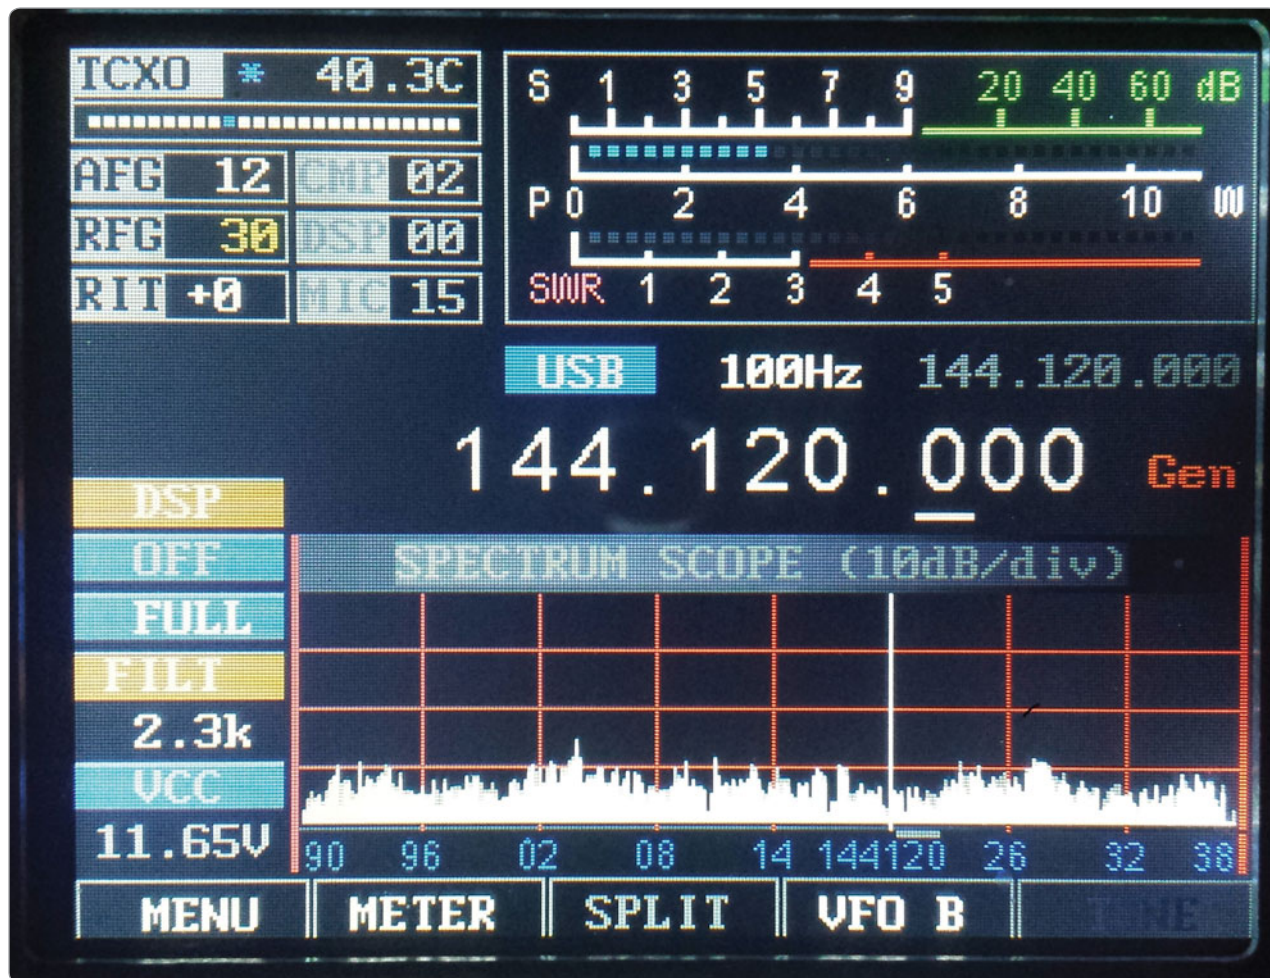 TCXO * 40.3C
AFG 12 CMP 02
RFG 30 DSP 00
RIT +0 MIC 15
S 1 3 5 7 9 20 40 60 dB
P 0 2 4 6 8 10 W
SWR 1 2 3 4 5
USB 100Hz 144.120.000
144.120.000 Gen
DSP
OFF
FULL
FILT
2.3k
VCC
11.65V
SPECTRUM SCOPE (10dB/div)
90 96 02 08 14 144120 26 32 38
MENU METER SPLIT VFO B TUNE